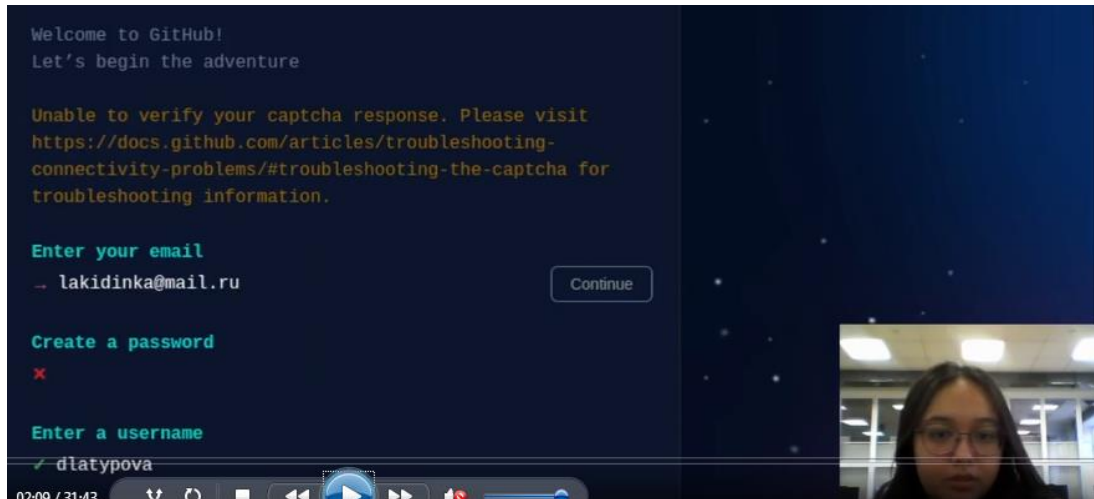 Welcome to GitHub!
Let's begin the adventure
Unable to verify your captcha response. Please visit
https://docs.github.com/articles/troubleshooting-
connectivity-problems/#troubleshooting-the-captcha for
troubleshooting information.
Enter your email
→ lakidinka@mail.ru
Continue
Create a password
×
Enter a username
✓ dlatypova
02:09 / 31:43